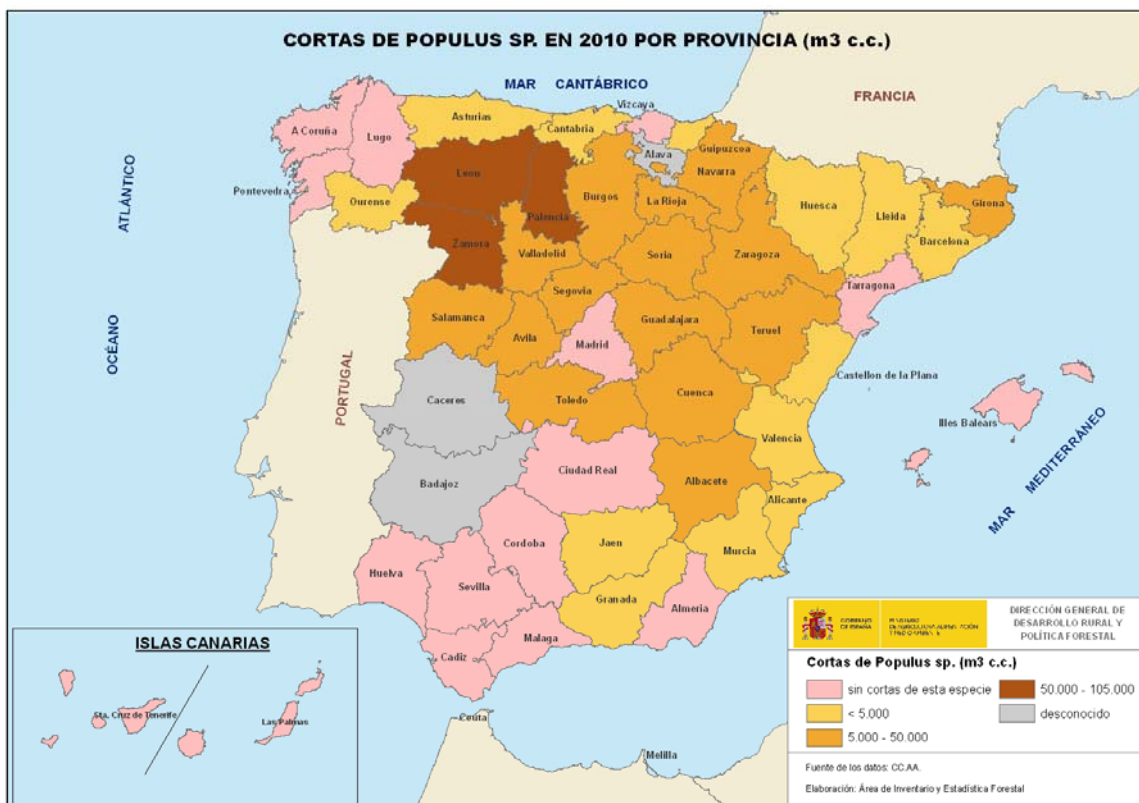 CORTAS DE POPULUS SP. EN 2010 POR PROVINCIA (m3 c.c.)
MAR CANTÁBRICO
FRANCIA
OCÉANO ATLÁNTICO
PORTUGAL
MAR MEDITERRÁNEO
A Coruña
Lugo
Pontevedra
Ourense
Asturias
Cantabria
Vizcaya
Guipuzcoa
Alava
Navarra
Leon
Palencia
Burgos
La Rioja
Huesca
Lleida
Girona
Barcelona
Zamora
Valladolid
Soria
Zaragoza
Tarragona
Segovia
Salamanca
Avila
Guadalajara
Teruel
Madrid
Castellon de la Plana
Caceres
Toledo
Cuenca
Valencia
Illes Balears
Badajoz
Ciudad Real
Albacete
Alicante
Cordoba
Jaen
Murcia
Huelva
Sevilla
Granada
Almeria
Malaga
Cadiz
Ceuta
Melilla
ISLAS CANARIAS
Sta. Cruz de Tenerife
Las Palmas
GOBIERNO
DE ESPAÑA
DIRECCIÓN GENERAL DE
DESARROLLO RURAL Y
POLÍTICA FORESTAL
Cortas de Populus sp. (m3 c.c.)
sin cortas de esta especie
< 5.000
5.000 - 50.000
50.000 - 105.000
desconocido
Fuente de los datos: CC.AA.
Elaboración: Área de Inventario y Estadística Forestal